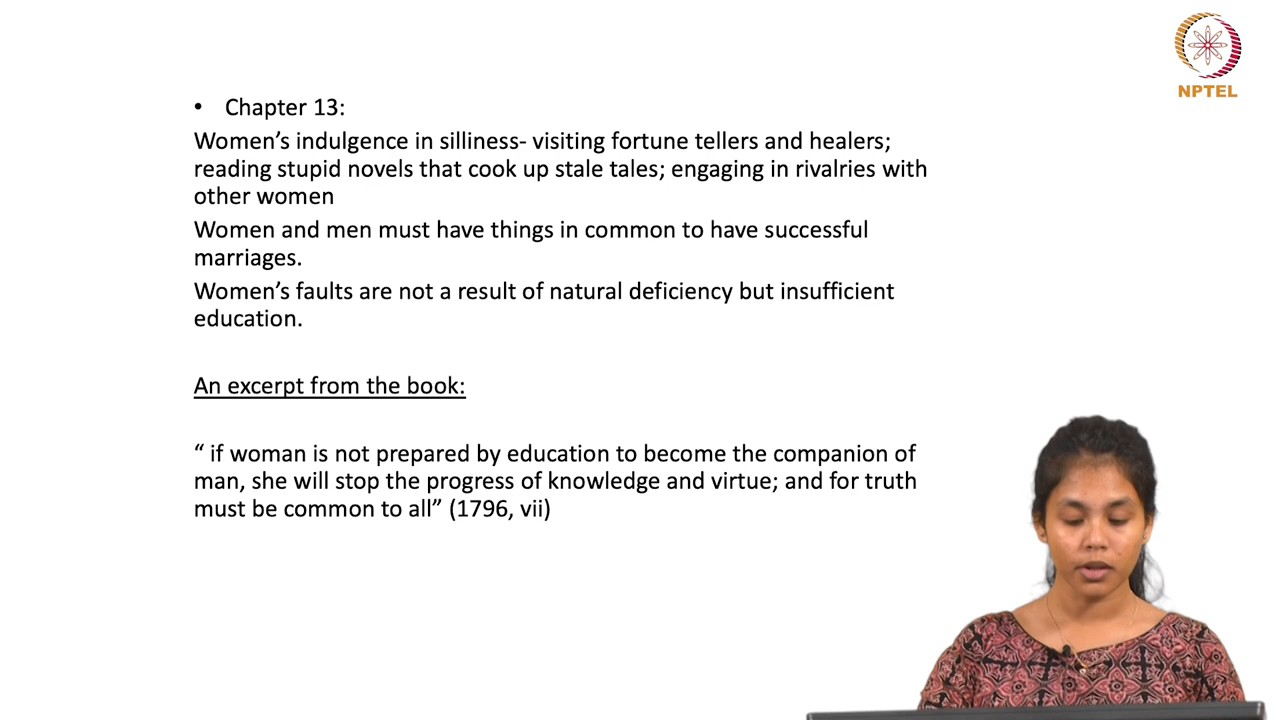 NPTEL
• Chapter 13:
Women’s indulgence in silliness- visiting fortune tellers and healers;
reading stupid novels that cook up stale tales; engaging in rivalries with
other women
Women and men must have things in common to have successful
marriages.
Women’s faults are not a result of natural deficiency but insufficient
education.
An excerpt from the book:
“ if woman is not prepared by education to become the companion of
man, she will stop the progress of knowledge and virtue; and for truth
must be common to all” (1796, vii)